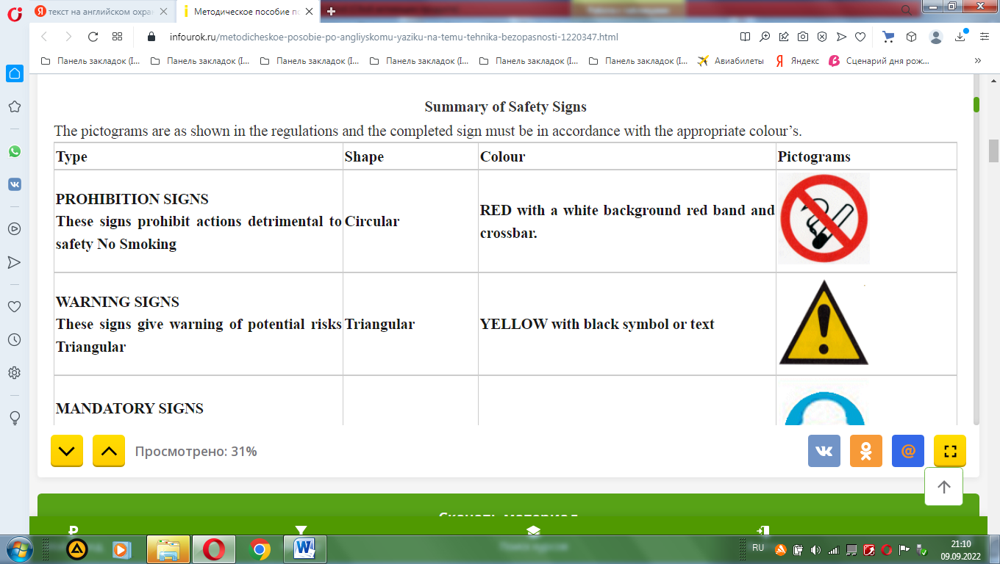 текст на английском охран
Методическое пособие по
infourok.ru/metodicheskoe-posobie-po-angliyskomu-yaziku-na-temu-tehnika-bezopasnosti-1220347.html
Панель закладок (I... Панель закладок (I... Панель закладок (I... Панель закладок (I... Панель закладок (I... Панель закладок (I... Авиабилеты Яндекс Сценарий дня рож... »
Summary of Safety Signs
The pictograms are as shown in the regulations and the completed sign must be in accordance with the appropriate colour’s.
Type Shape Colour Pictograms
PROHIBITION SIGNS
These signs prohibit actions detrimental to
safety No Smoking
Circular
RED with a white background red band and
crossbar.
WARNING SIGNS
These signs give warning of potential risks
Triangular
Triangular
YELLOW with black symbol or text
MANDATORY SIGNS
Просмотрено: 31%
Скачать материал
RU
21:10
09.09.2022